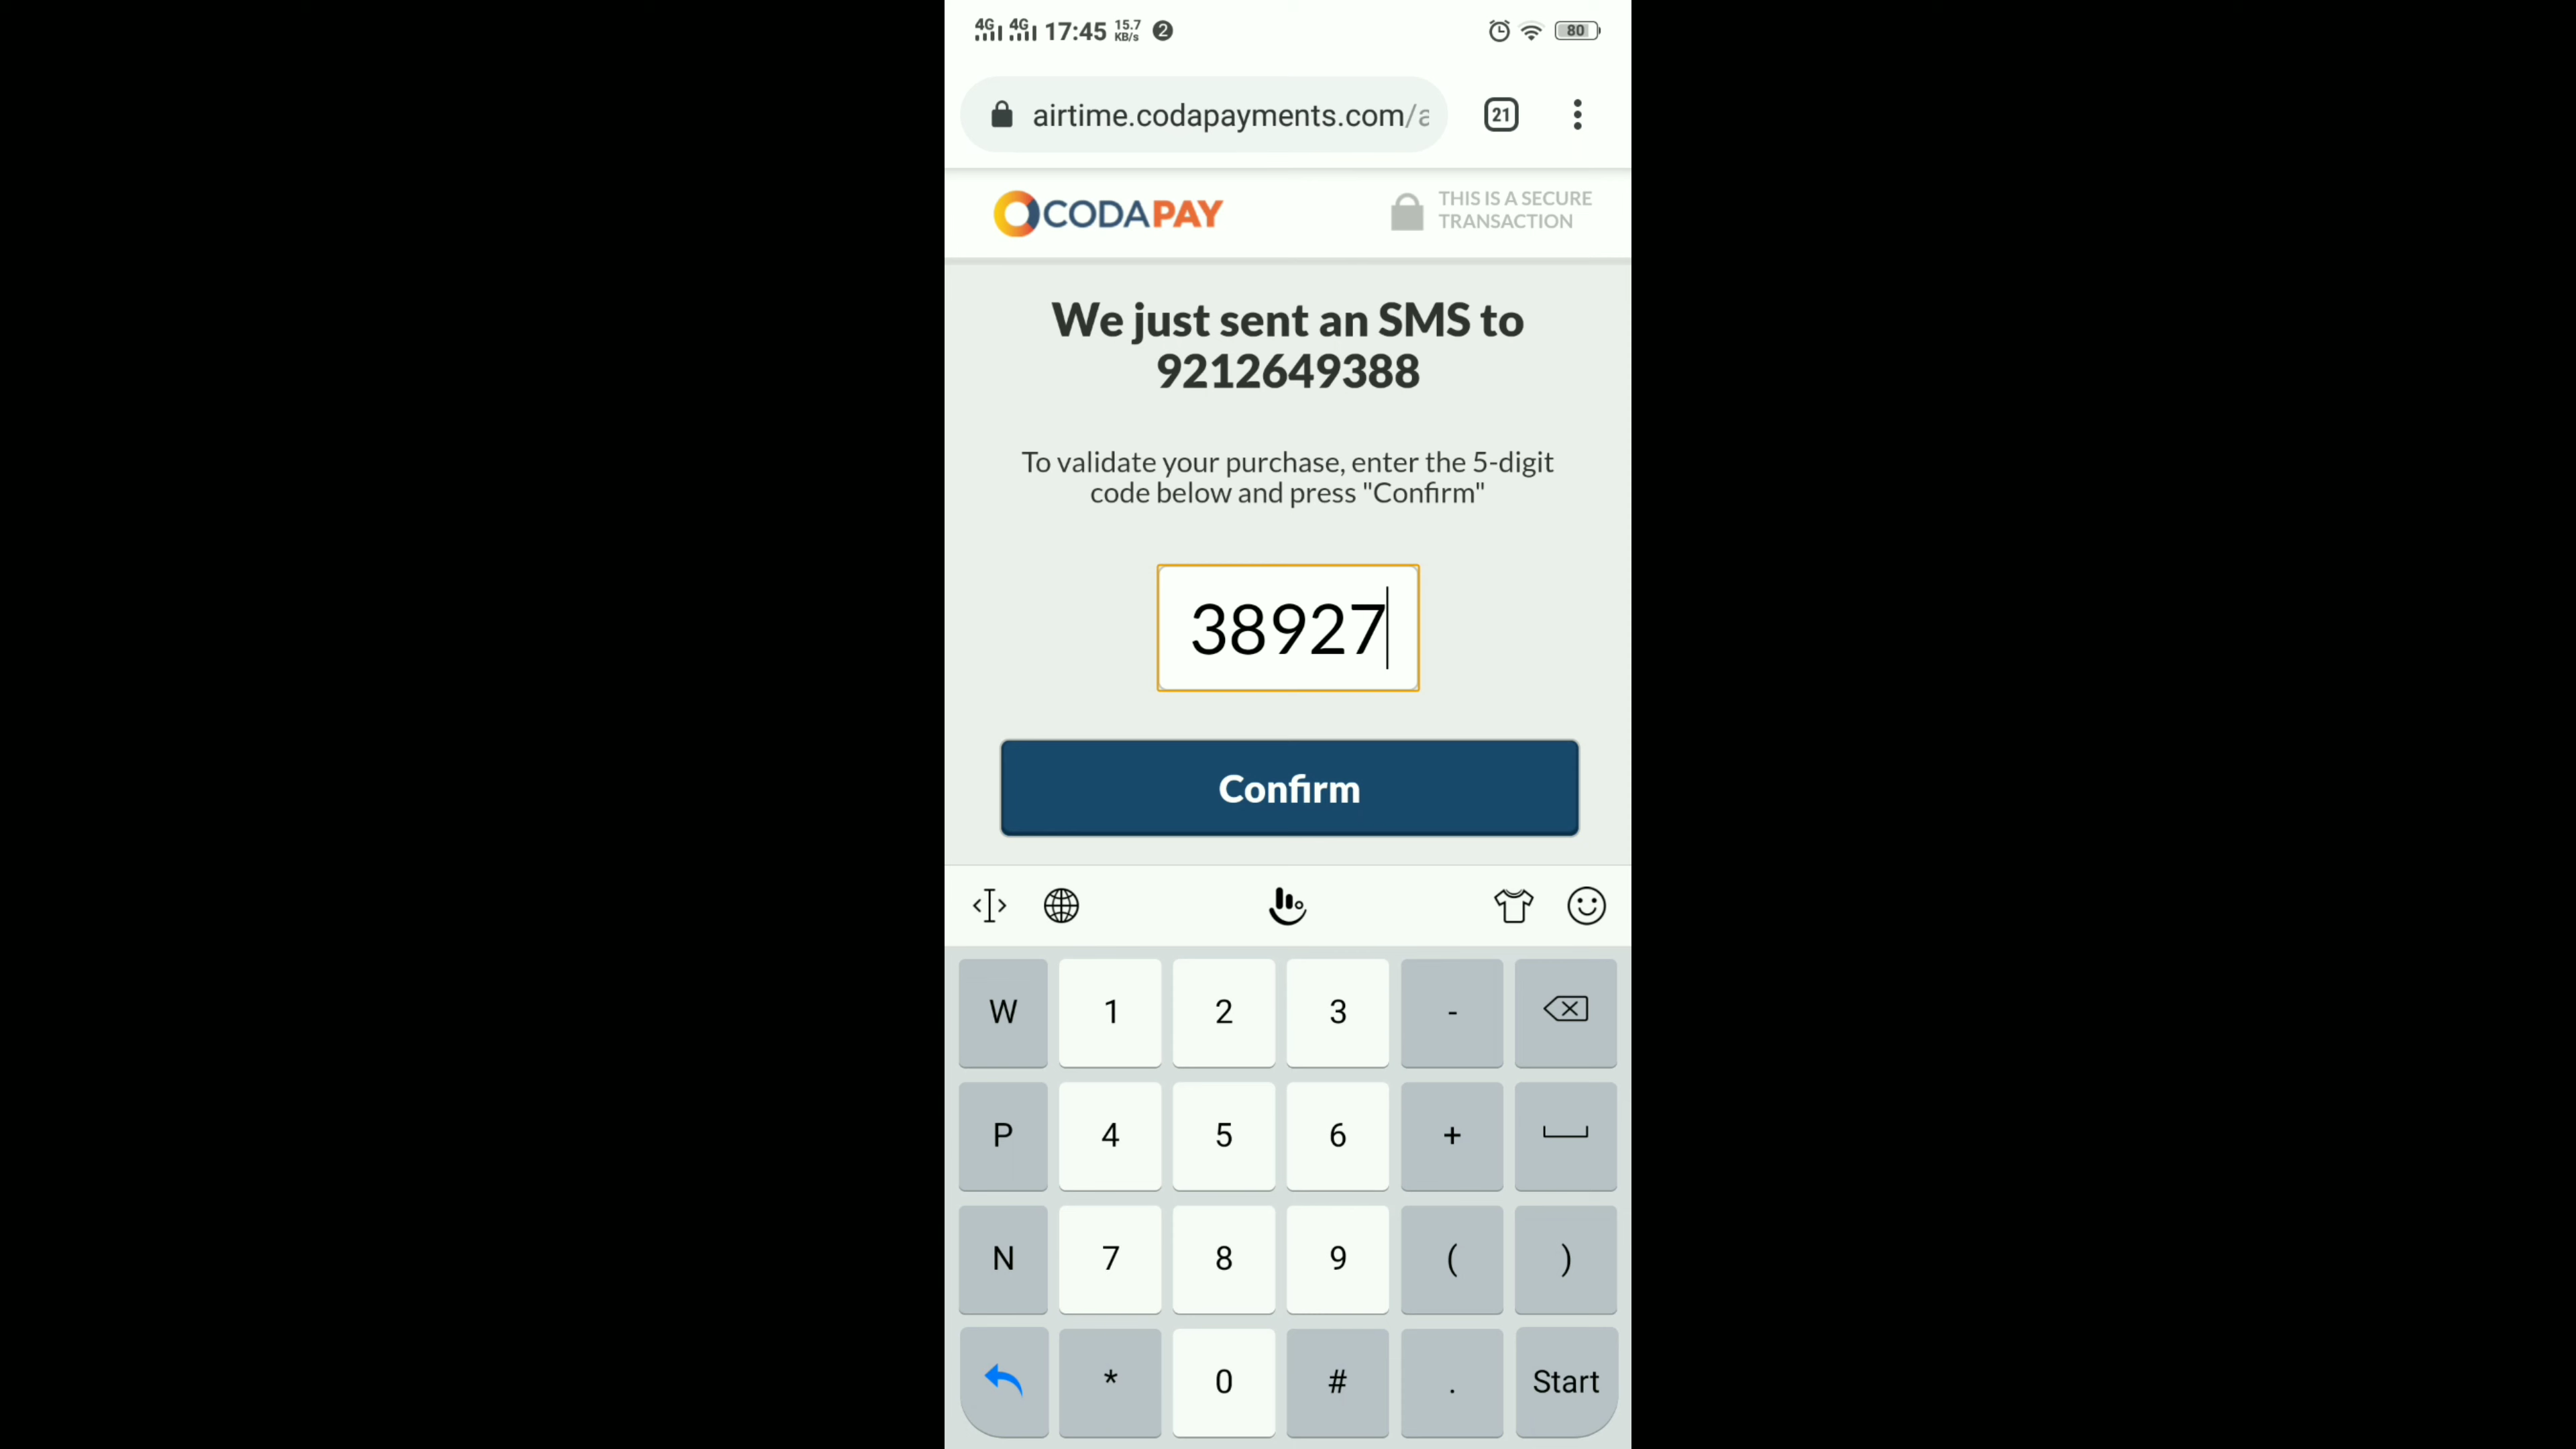 4G 4G 17:45 15.7 KB/s 2 80
airtime.codapayments.com/a 21
CODAPAY
THIS IS A SECURE
TRANSACTION
We just sent an SMS to
9212649388
To validate your purchase, enter the 5-digit
code below and press "Confirm"
38927
Confirm
W 1 2 3 -
P 4 5 6 +
N 7 8 9 ( )
* 0 # . Start